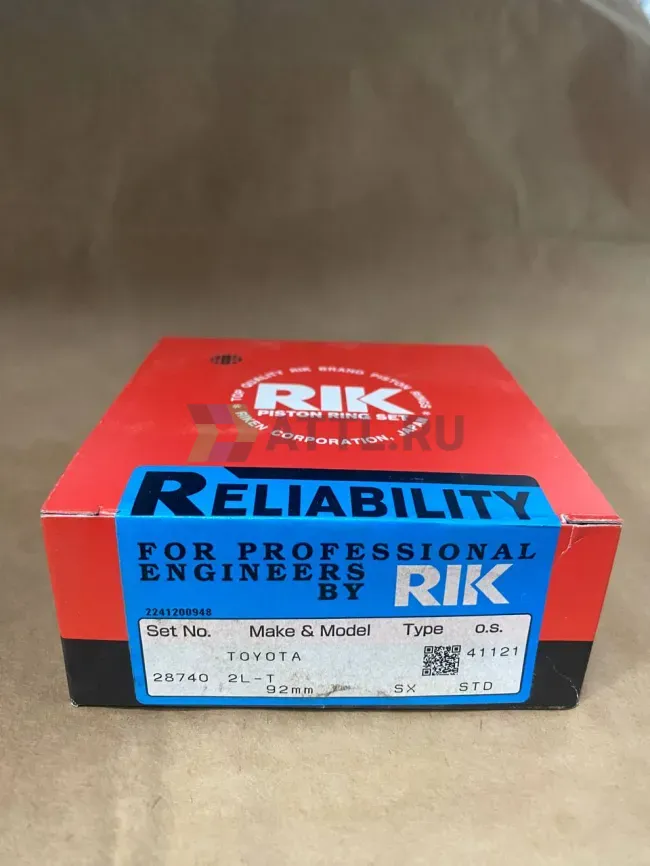 TOP QUALITY RIK BRAND PISTON RINGS
RIK
PISTON RING SET
RIKEN CORPORATION, JAPAN
ATTL.RU
RELIABILITY
FOR PROFESSIONAL
ENGINEERS
BY RIK
2241200948
Set No. Make & Model Type o.s.
TOYOTA 41121
28740 2L-T
92mm SX STD